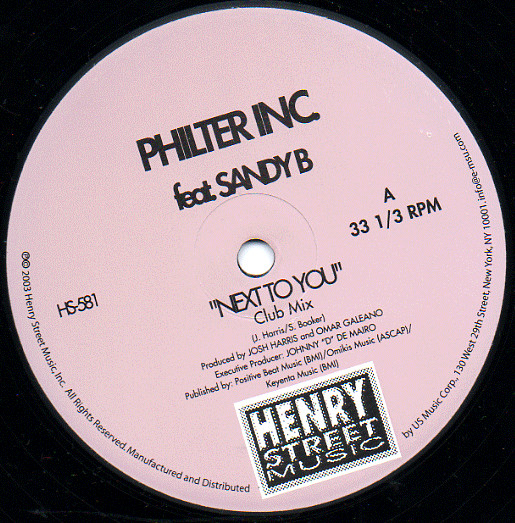 PHILTER INC.
feat. SANDY B
A
33 1/3 RPM
HS-581
"NEXT TO YOU"
Club Mix
(J. Harris/S. Booker)
Produced by JOSH HARRIS and OMAR GALEANO
Executive Producer: JOHNNY "D" DE MAIRO
Published by: Positive Beat Music (BMI)/Omikis Music (ASCAP)/
Keyenta Music (BMI)
HENRY
STREET
MUSIC
℗© 2003 Henry Street Music, Inc. All Rights Reserved. Manufactured and Distributed
by US Music Corp. 130 West 29th Street, New York, NY 10001. info@e-msu.com